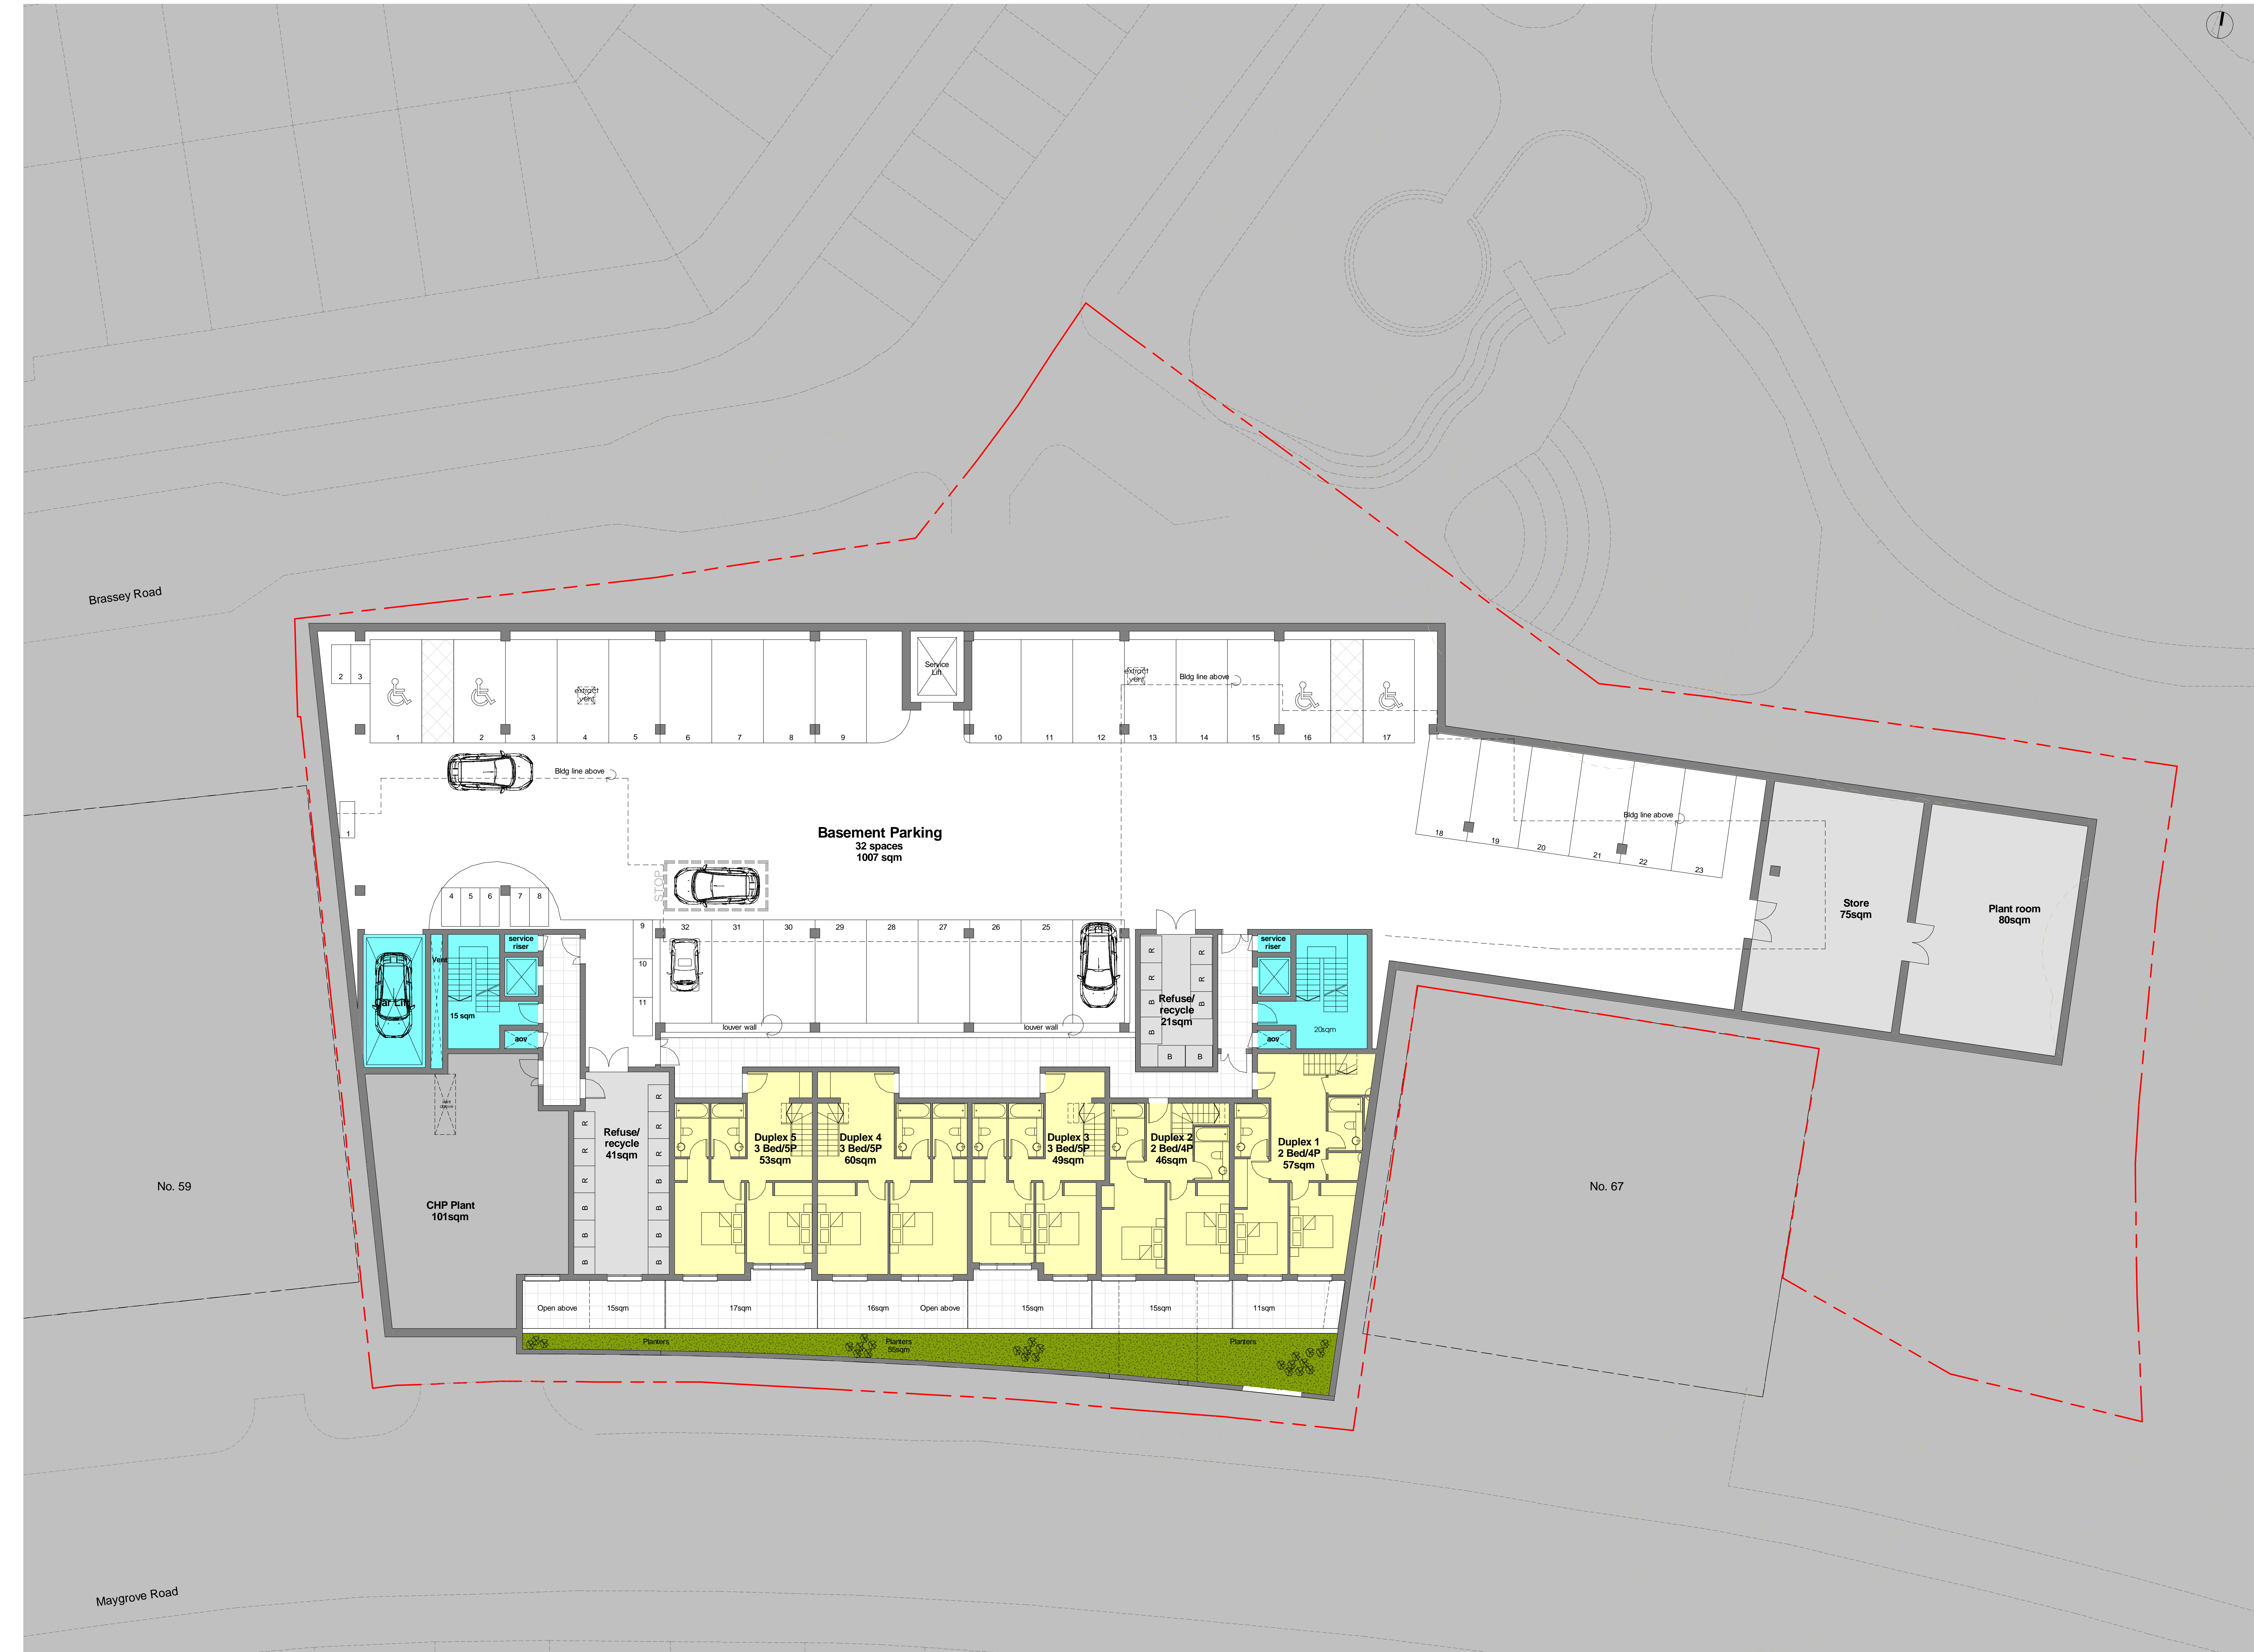 Brassey Road
Service
Lift
2
3
extract
vent
extract
vent
Bldg line above
1
2
3
4
5
6
7
8
9
10
11
12
13
14
15
16
17
Bldg line above
1
Basement Parking
32 spaces
1007 sqm
Bldg line above
18
19
20
21
22
23
STOP
4
5
6
7
8
9
10
11
32
31
30
29
28
27
26
25
Store
75sqm
Plant room
80sqm
service
riser
Vent
Car Lift
15 sqm
aov
louver wall
louver wall
R
R
B
B
R
R
B
B
B
Refuse/
recycle
21sqm
service
riser
20sqm
aov
CHP Plant
101sqm
R
R
R
B
B
B
Refuse/
recycle
41sqm
R
R
R
B
B
B
B
Duplex 5
3 Bed/5P
53sqm
Duplex 4
3 Bed/5P
60sqm
Duplex 3
3 Bed/5P
49sqm
Duplex 2
2 Bed/4P
46sqm
Duplex 1
2 Bed/4P
57sqm
No. 59
No. 67
Open above
15sqm
17sqm
16sqm
Open above
15sqm
15sqm
11sqm
Planters
Planters
55sqm
Planters
Maygrove Road